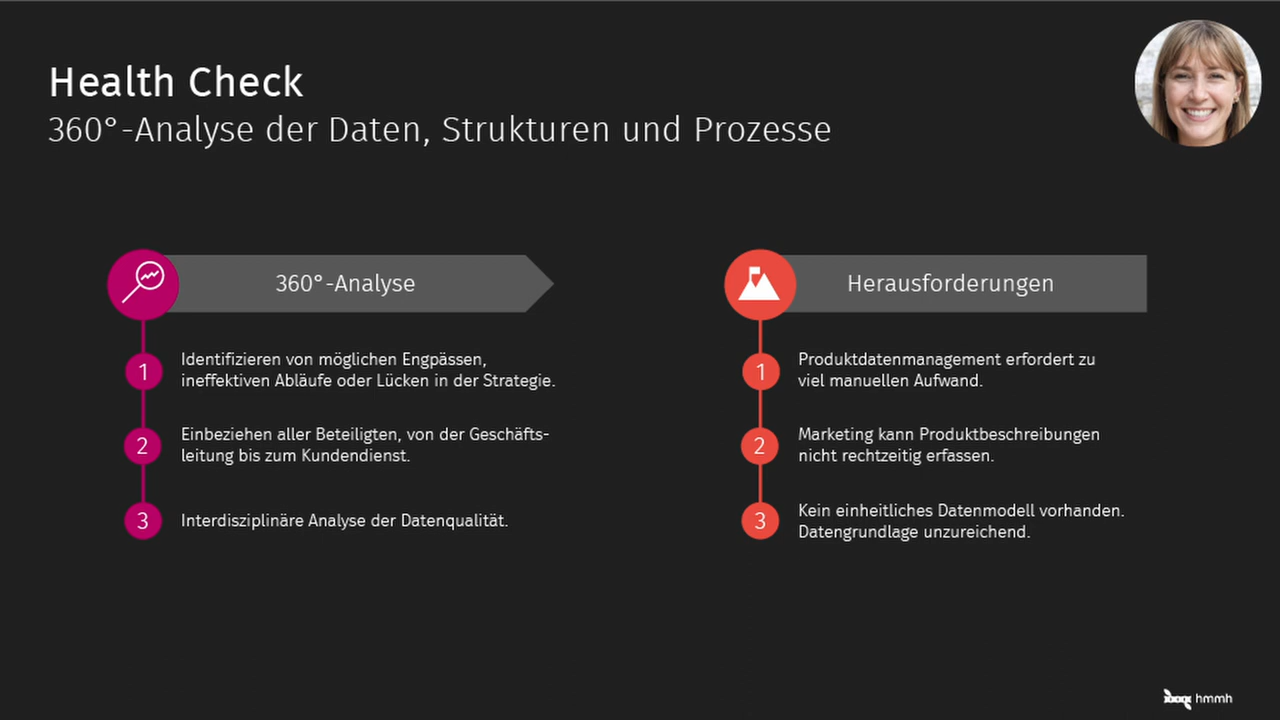 Health Check
360°-Analyse der Daten, Strukturen und Prozesse
360°-Analyse
1
Identifizieren von möglichen Engpässen,
ineffektiven Abläufe oder Lücken in der Strategie.
2
Einbeziehen aller Beteiligten, von der Geschäfts-
leitung bis zum Kundendienst.
3
Interdisziplinäre Analyse der Datenqualität.
Herausforderungen
1
Produktdatenmanagement erfordert zu
viel manuellen Aufwand.
2
Marketing kann Produktbeschreibungen
nicht rechtzeitig erfassen.
3
Kein einheitliches Datenmodell vorhanden.
Datengrundlage unzureichend.
hmmh